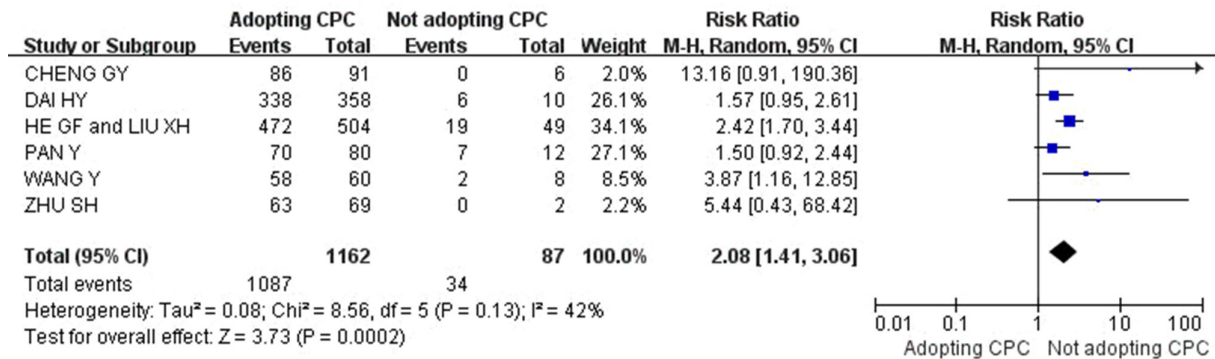 Adopting CPC Not adopting CPC Risk Ratio Risk Ratio
Study or Subgroup Events Total Events Total Weight M-H, Random, 95% CI M-H, Random, 95% CI
CHENG GY 86 91 0 6 2.0% 13.16 [0.91, 190.36]
DAI HY 338 358 6 10 26.1% 1.57 [0.95, 2.61]
HE GF and LIU XH 472 504 19 49 34.1% 2.42 [1.70, 3.44]
PAN Y 70 80 7 12 27.1% 1.50 [0.92, 2.44]
WANG Y 58 60 2 8 8.5% 3.87 [1.16, 12.85]
ZHU SH 63 69 0 2 2.2% 5.44 [0.43, 68.42]
Total (95% CI) 1162 87 100.0% 2.08 [1.41, 3.06]
Total events 1087 34
Heterogeneity: Tau² = 0.08; Chi² = 8.56, df = 5 (P = 0.13); I² = 42%
Test for overall effect: Z = 3.73 (P = 0.0002)
0.01 0.1 1 10 100
Adopting CPC Not adopting CPC